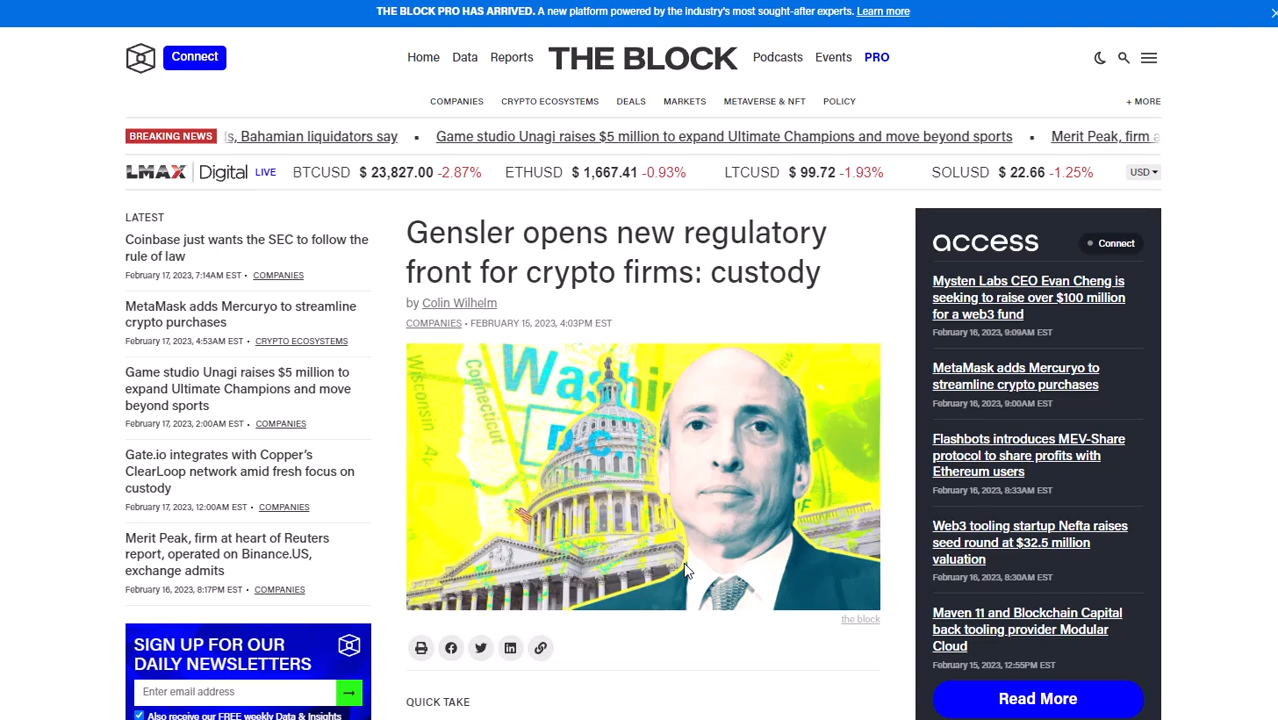 THE BLOCK PRO HAS ARRIVED. A new platform powered by the industry's most sought-after experts. Learn more
Connect
Home Data Reports THE BLOCK Podcasts Events PRO
COMPANIES CRYPTO ECOSYSTEMS DEALS MARKETS METAVERSE & NFT POLICY + MORE
BREAKING NEWS s, Bahamian liquidators say ▪ Game studio Unagi raises $5 million to expand Ultimate Champions and move beyond sports ▪ Merit Peak, firm a
LMAX Digital LIVE BTCUSD $ 23,827.00 -2.87% ETHUSD $ 1,667.41 -0.93% LTCUSD $ 99.72 -1.93% SOLUSD $ 22.66 -1.25% USD
LATEST
Coinbase just wants the SEC to follow the
rule of law
February 17, 2023, 7:14AM EST • COMPANIES
MetaMask adds Mercuryo to streamline
crypto purchases
February 17, 2023, 4:53AM EST • CRYPTO ECOSYSTEMS
Game studio Unagi raises $5 million to
expand Ultimate Champions and move
beyond sports
February 17, 2023, 2:00AM EST • COMPANIES
Gate.io integrates with Copper's
ClearLoop network amid fresh focus on
custody
February 17, 2023, 12:00AM EST • COMPANIES
Merit Peak, firm at heart of Reuters
report, operated on Binance.US,
exchange admits
February 16, 2023, 8:17PM EST • COMPANIES
SIGN UP FOR OUR
DAILY NEWSLETTERS
Enter email address
Also receive our FREE weekly Data & Insights
Gensler opens new regulatory
front for crypto firms: custody
by Colin Wilhelm
COMPANIES • FEBRUARY 15, 2023, 4:03PM EST
Wisconsin
Connecticut
Washin
D.C.
the block
QUICK TAKE
access
Connect
Mysten Labs CEO Evan Cheng is
seeking to raise over $100 million
for a web3 fund
February 16, 2023, 9:09AM EST
MetaMask adds Mercuryo to
streamline crypto purchases
February 16, 2023, 9:00AM EST
Flashbots introduces MEV-Share
protocol to share profits with
Ethereum users
February 16, 2023, 8:33AM EST
Web3 tooling startup Nefta raises
seed round at $32.5 million
valuation
February 16, 2023, 8:30AM EST
Maven 11 and Blockchain Capital
back tooling provider Modular
Cloud
February 15, 2023, 12:55PM EST
Read More